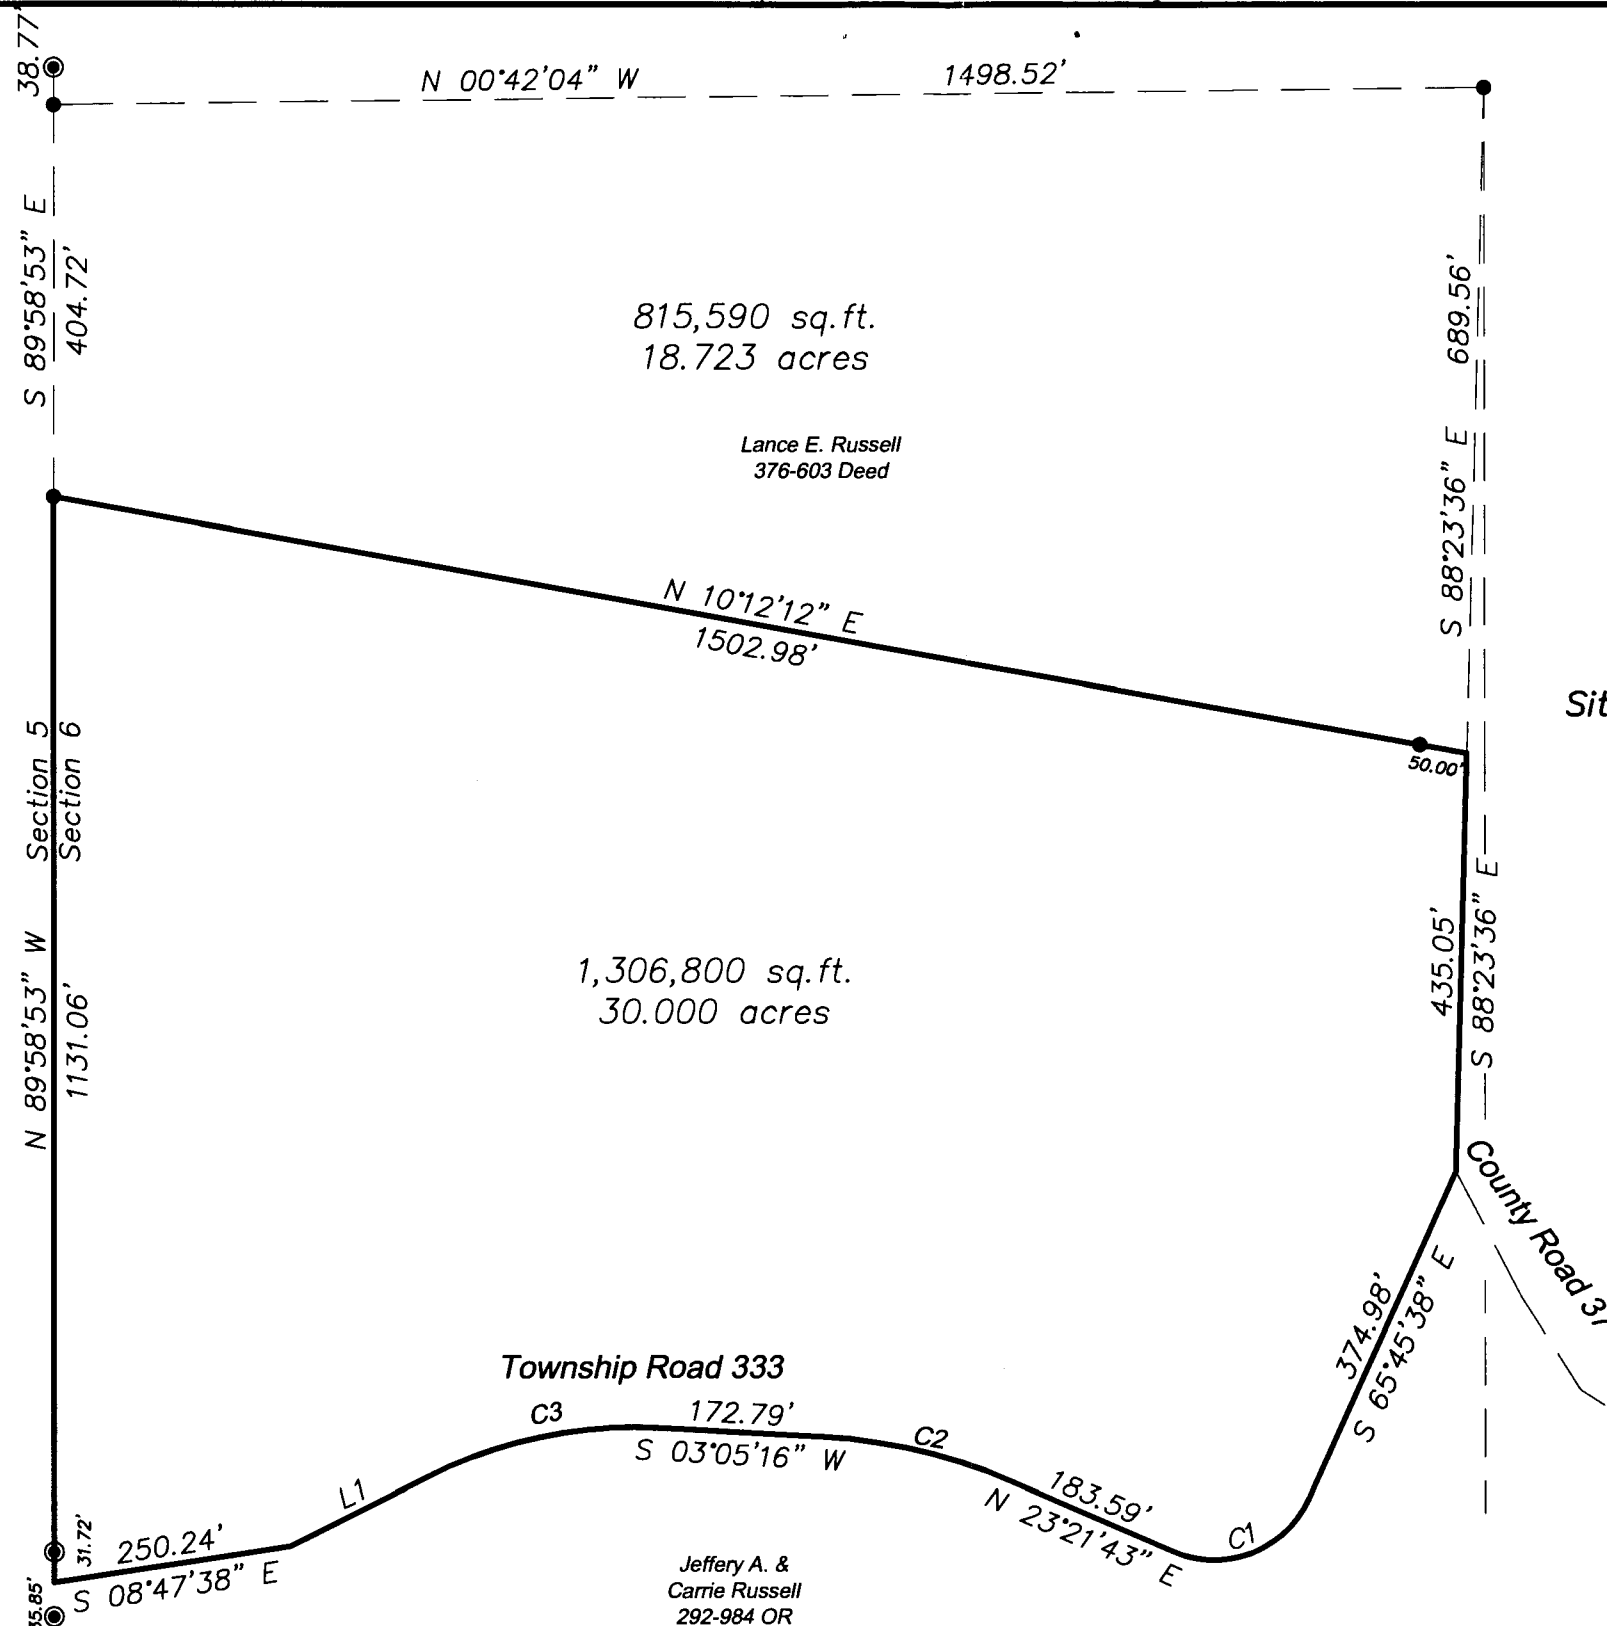 38.77'
N 00°42'04" W
1498.52'
S 89°58'53" E
404.72'
815,590 sq.ft.
18.723 acres
689.56'
S 88°23'36" E
Lance E. Russell
376-603 Deed
N 10°12'12" E
1502.98'
50.00'
Section 5
Section 6
N 89°58'53" W
1131.06'
1,306,800 sq.ft.
30.000 acres
435.05'
S 88°23'36" E
County Road 37
374.98'
S 65°45'38" E
Township Road 333
C3
172.79'
S 03°05'16" W
C2
183.59'
N 23°21'43" E
C1
L1
31.72'
250.24'
S 08°47'38" E
35.85'
Jeffery A. &
Carrie Russell
292-984 OR